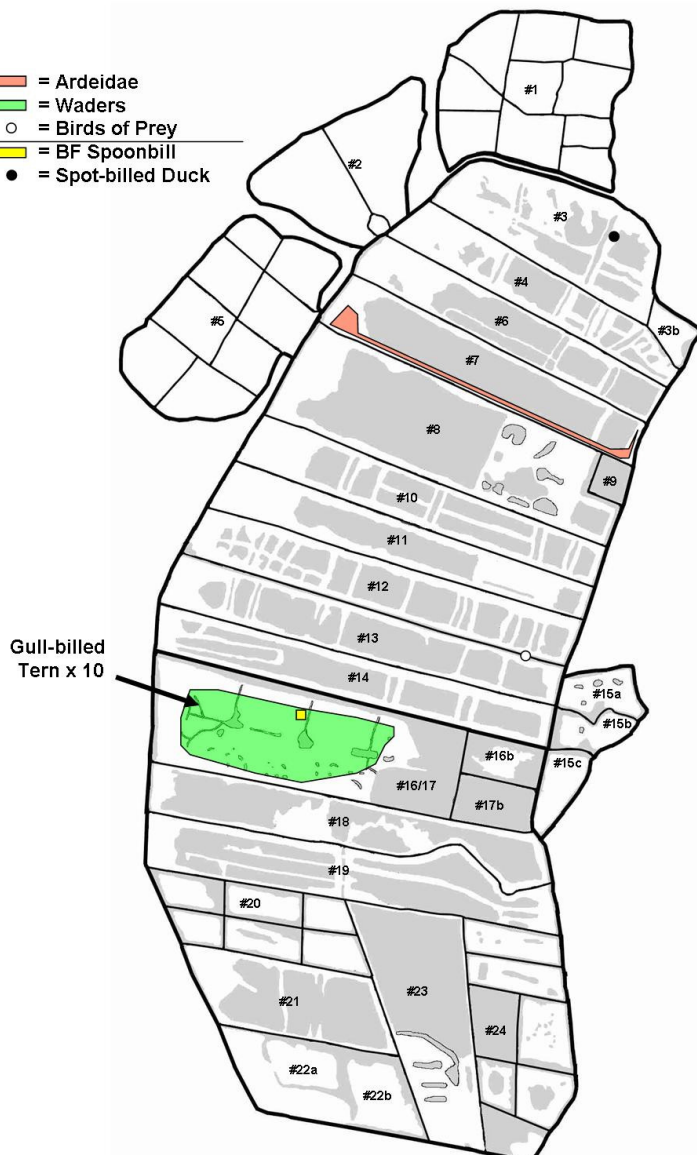 = Ardeidae
= Waders
= Birds of Prey
= BF Spoonbill
= Spot-billed Duck
#1
#2
#3
#4
#3b
#5
#6
#7
#8
#9
#10
#11
#12
#13
#14
Gull-billed
Tern x 10
#15a
#15b
#15c
#16b
#16/17
#17b
#18
#19
#20
#21
#23
#24
#22a
#22b